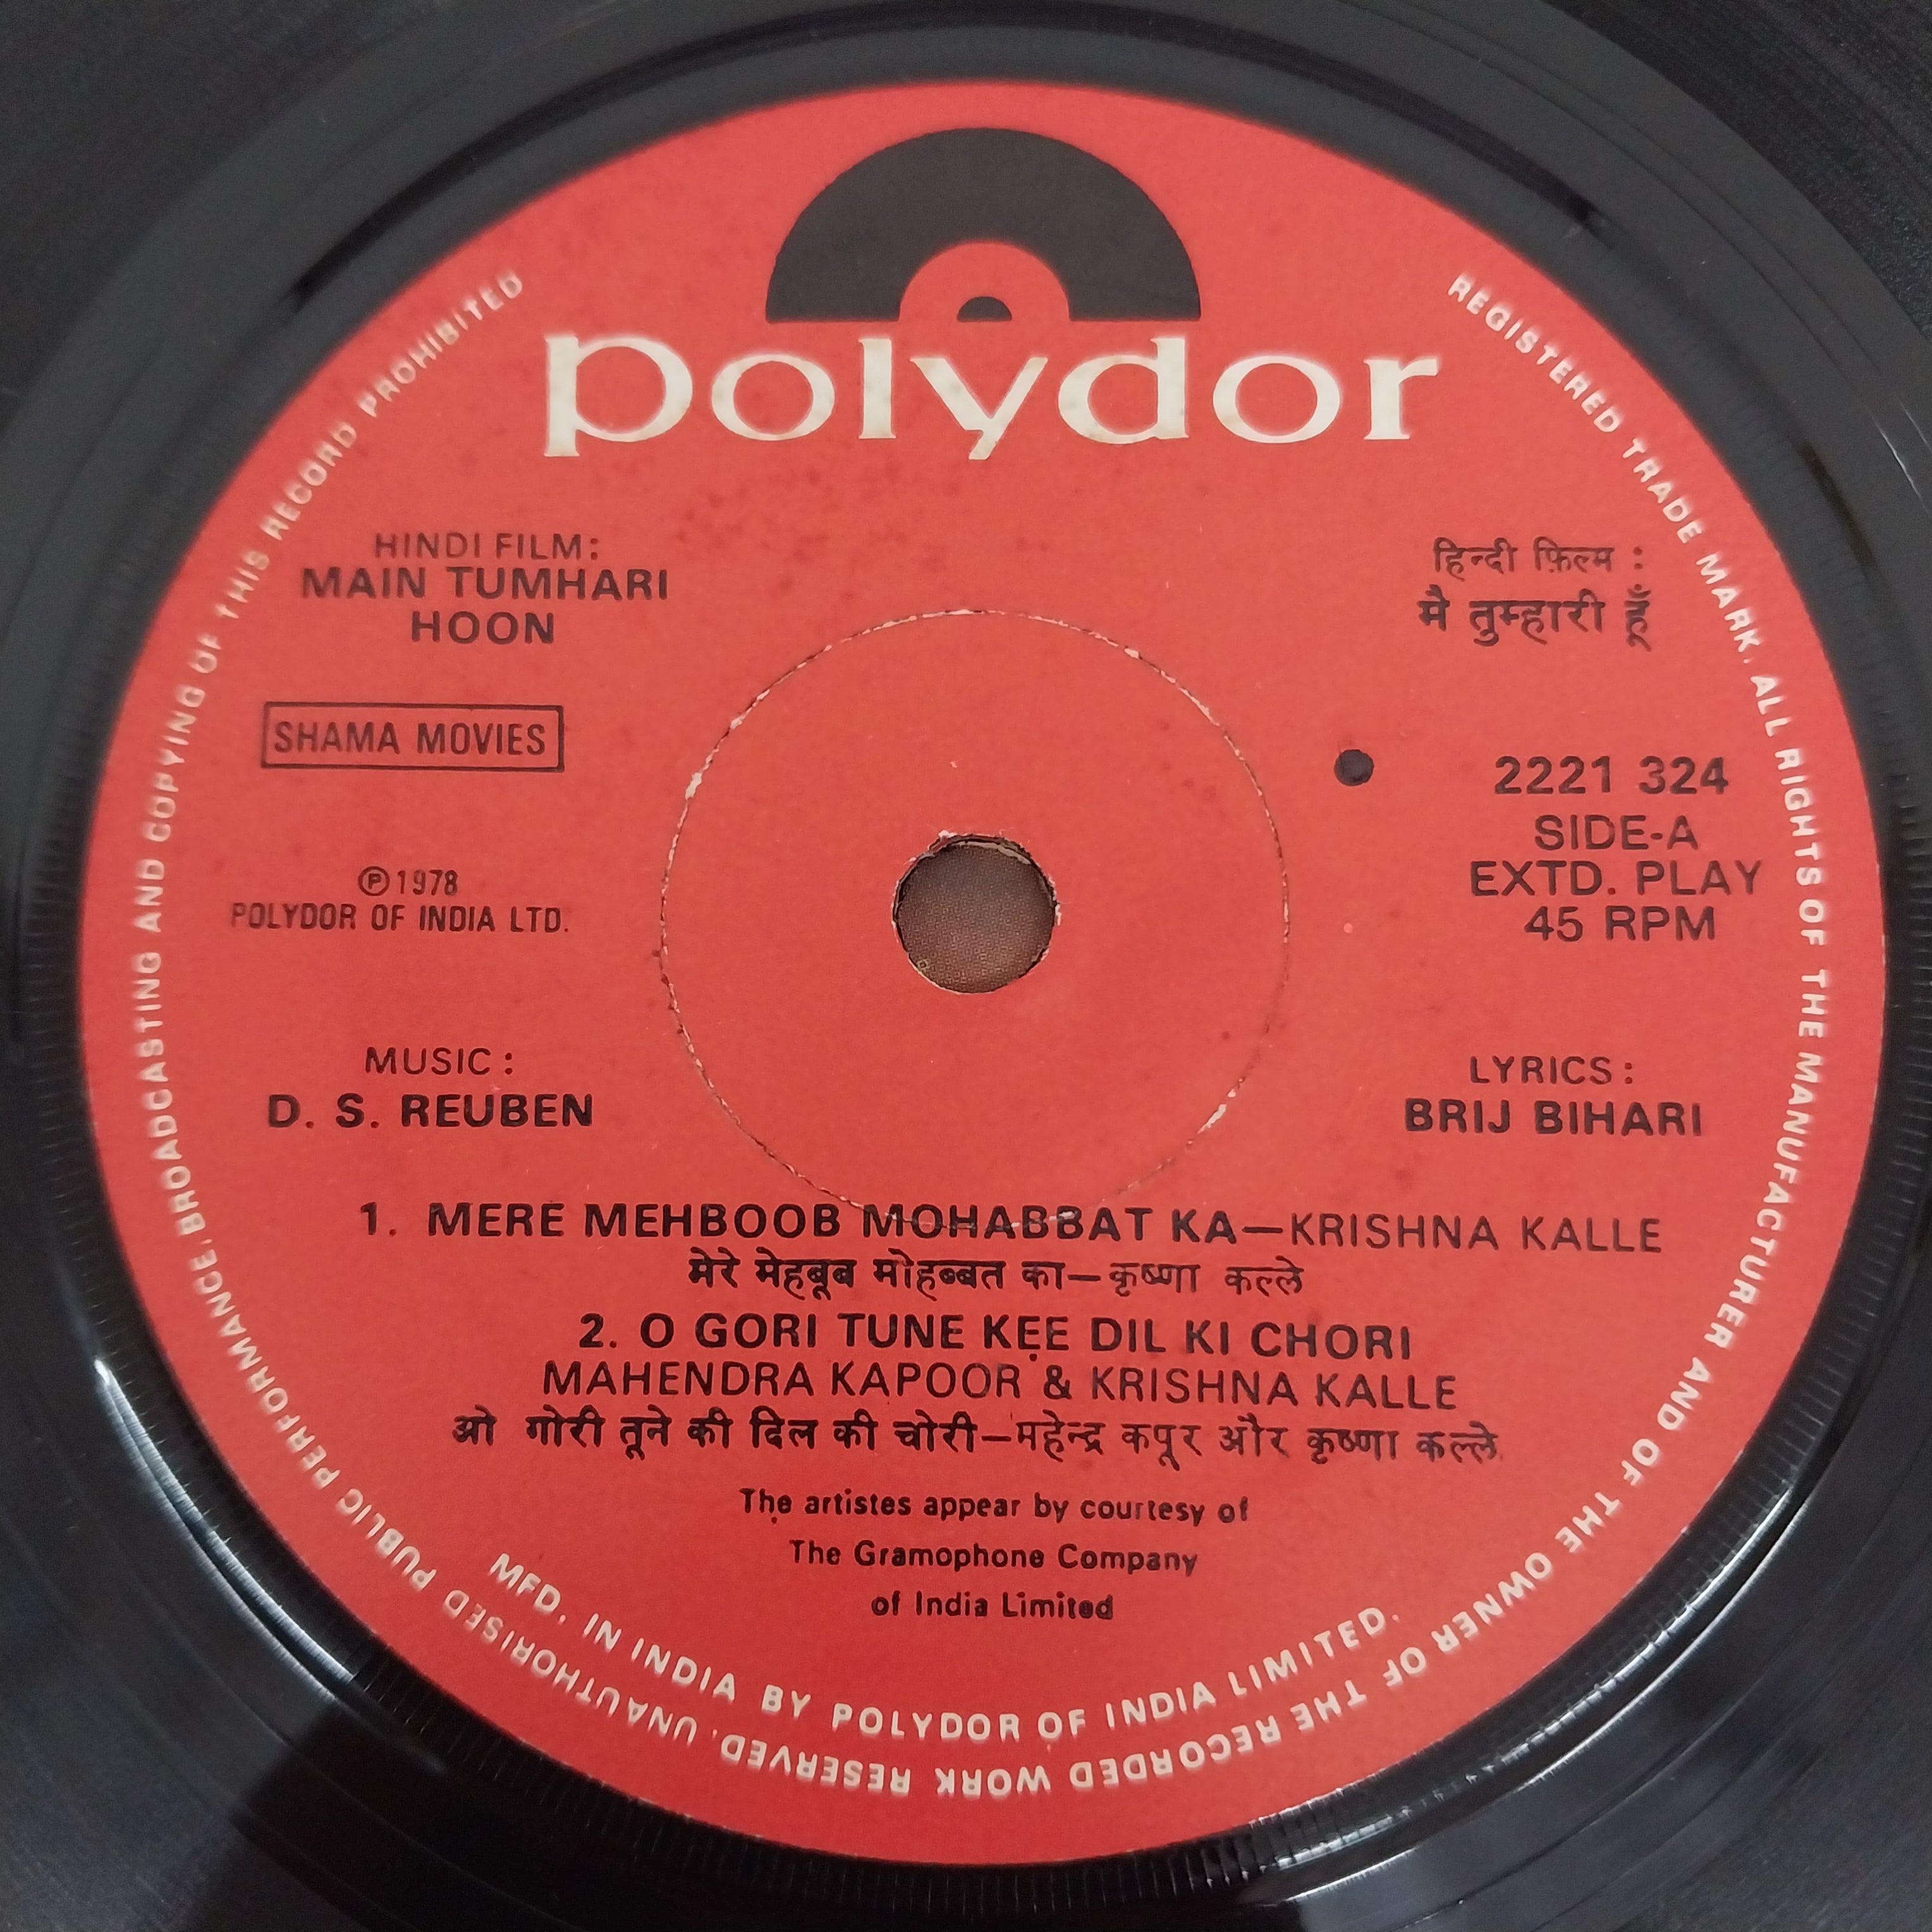 polydor
HINDI FILM:
MAIN TUMHARI
HOON
हिन्दी फ़िल्म :
मै तुम्हारी हूँ
SHAMA MOVIES
2221 324
SIDE-A
EXTD. PLAY
45 RPM
Ⓟ1978
POLYDOR OF INDIA LTD.
MUSIC :
D. S. REUBEN
LYRICS :
BRIJ BIHARI
1. MERE MEHBOOB MOHABBAT KA—KRISHNA KALLE
मेरे मेहबूब मोहब्बत का—कृष्णा कल्ले
2. O GORI TUNE KEE DIL KI CHORI
MAHENDRA KAPOOR & KRISHNA KALLE
ओ गोरी तूने की दिल की चोरी—महेन्द्र कपूर और कृष्णा कल्ले
The artistes appear by courtesy of
The Gramophone Company
of India Limited
MFD. IN INDIA BY POLYDOR OF INDIA LIMITED.
REGISTERED TRADE MARK. ALL RIGHTS OF THE MANUFACTURER AND OF THE OWNER OF THE RECORDED WORK RESERVED. UNAUTHORISED PUBLIC PERFORMANCE, BROADCASTING AND COPYING OF THIS RECORD PROHIBITED